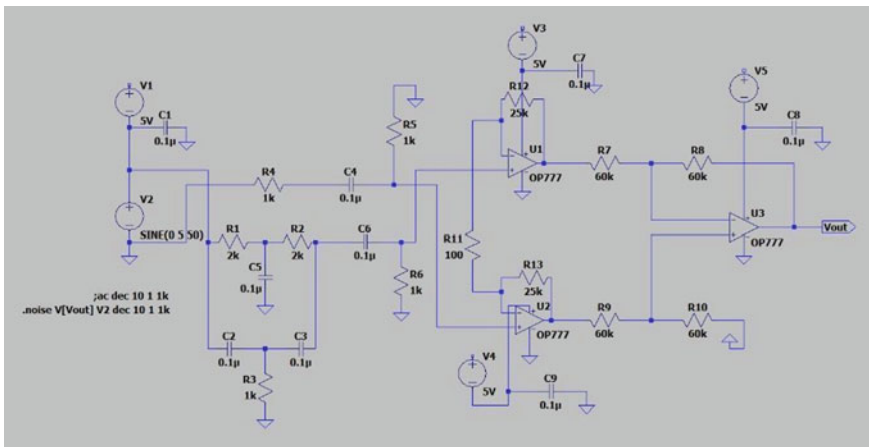 V1
5V
C1
0.1µ
V2
SINE(0 5 50)
R4
1k
C4
0.1µ
R5
1k
R1
2k
R2
2k
C5
0.1µ
C6
0.1µ
R6
1k
C2
0.1µ
C3
0.1µ
R3
1k
;ac dec 10 1 1k
.noise V[Vout] V2 dec 10 1 1k
V3
5V
C7
0.1µ
R12
25k
U1
OP777
R11
100
R13
25k
U2
OP777
V4
5V
C9
0.1µ
R7
60k
R8
60k
R9
60k
R10
60k
V5
5V
C8
0.1µ
U3
OP777
Vout